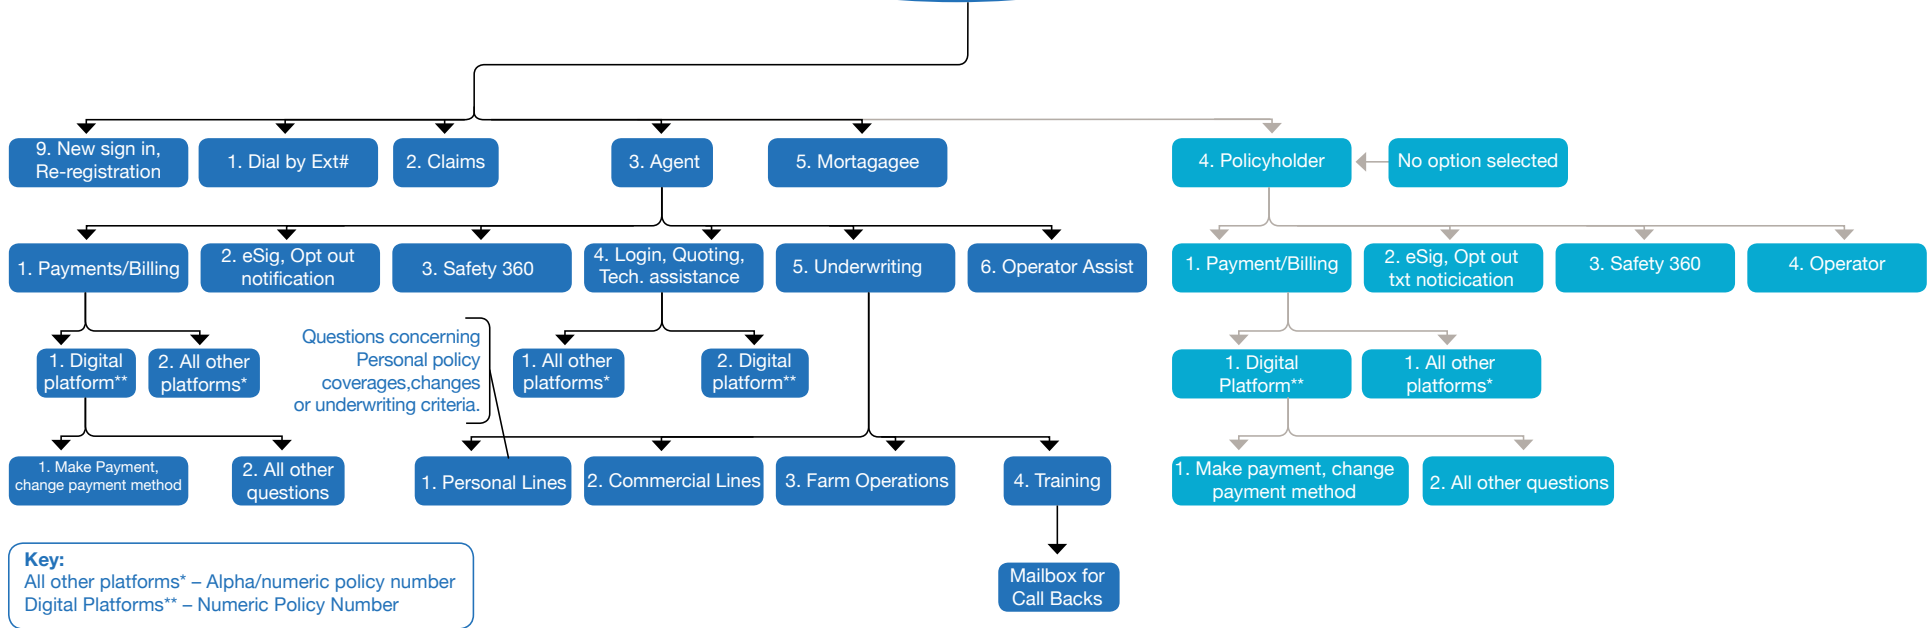 9. New sign in,
Re-registration
1. Dial by Ext#
2. Claims
3. Agent
5. Mortagagee
4. Policyholder
No option selected
1. Payments/Billing
2. eSig, Opt out
notification
3. Safety 360
4. Login, Quoting,
Tech. assistance
5. Underwriting
6. Operator Assist
1. Payment/Billing
2. eSig, Opt out
txt noticication
3. Safety 360
4. Operator
1. Digital
platform**
2. All other
platforms*
Questions concerning
Personal policy
coverages,changes
or underwriting criteria.
1. All other
platforms*
2. Digital
platform**
1. Digital
Platform**
1. All other
platforms*
1. Make Payment,
change payment method
2. All other
questions
1. Personal Lines
2. Commercial Lines
3. Farm Operations
4. Training
1. Make payment, change
payment method
2. All other questions
Mailbox for
Call Backs
Key:
All other platforms* – Alpha/numeric policy number
Digital Platforms** – Numeric Policy Number